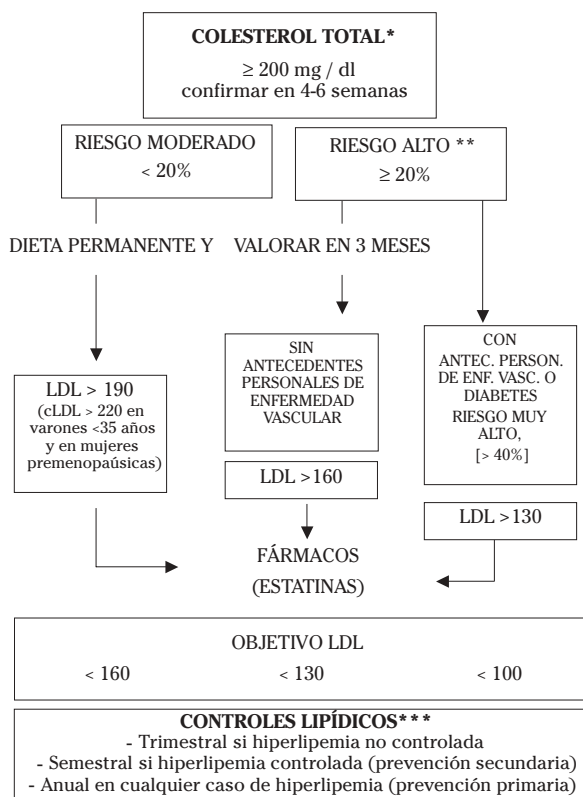 COLESTEROL TOTAL*
≥ 200 mg / dl
confirmar en 4-6 semanas
RIESGO MODERADO
< 20%
RIESGO ALTO **
≥ 20%
DIETA PERMANENTE Y VALORAR EN 3 MESES
LDL > 190
(cLDL > 220 en
varones <35 años
y en mujeres
premenopaúsicas)
SIN
ANTECEDENTES
PERSONALES DE
ENFERMEDAD
VASCULAR
LDL >160
CON
ANTEC. PERSON.
DE ENF. VASC. O
DIABETES
RIESGO MUY
ALTO,
[> 40%]
LDL >130
FÁRMACOS
(ESTATINAS)
OBJETIVO LDL
< 160 < 130 < 100
CONTROLES LIPÍDICOS***
- Trimestral si hiperlipemia no controlada
- Semestral si hiperlipemia controlada (prevención secundaria)
- Anual en cualquier caso de hiperlipemia (prevención primaria)